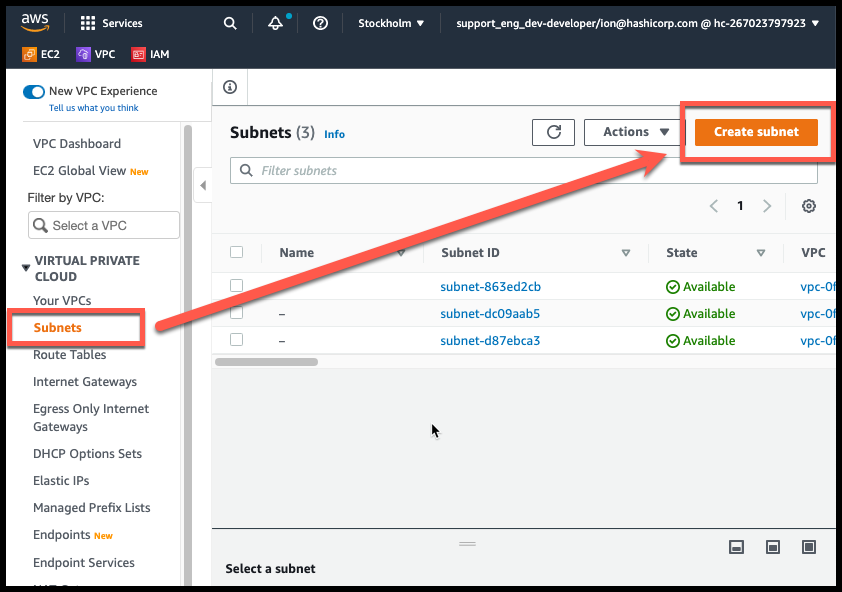 aws Services Stockholm ▼ support_eng_dev-developer/ion@hashicorp.com @ hc-267023797923 ▼
EC2 VPC IAM
New VPC Experience
Tell us what you think
VPC Dashboard
EC2 Global View New
Filter by VPC:
Select a VPC
VIRTUAL PRIVATE
CLOUD
Your VPCs
Subnets
Route Tables
Internet Gateways
Egress Only Internet
Gateways
DHCP Options Sets
Elastic IPs
Managed Prefix Lists
Endpoints New
Endpoint Services
Subnets (3) Info
Actions ▼
Create subnet
Filter subnets
1
Name Subnet ID State VPC
subnet-863ed2cb Available vpc-0f
– subnet-dc09aab5 Available vpc-0f
– subnet-d87ebca3 Available vpc-0f
Select a subnet